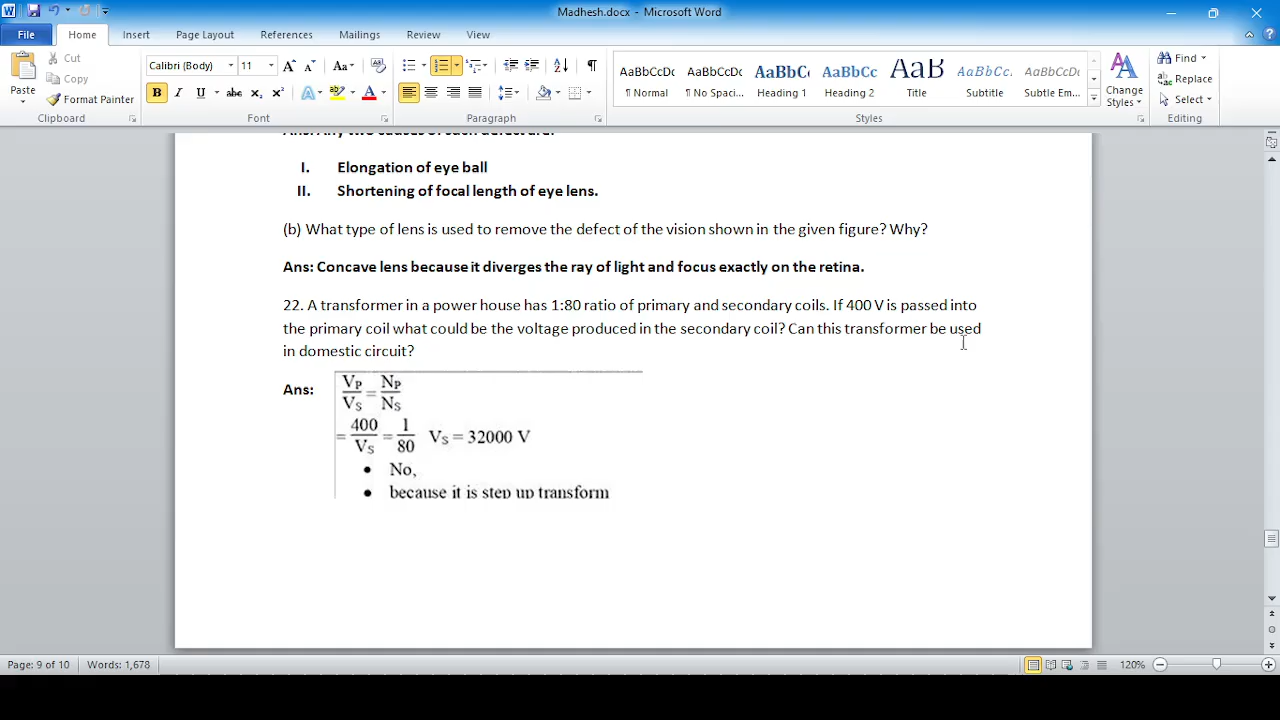 Madhesh.docx - Microsoft Word
File Home Insert Page Layout References Mailings Review View
Paste
Cut
Copy
Format Painter
Clipboard
Calibri (Body) 11
Font
Paragraph
AaBbCcDc AaBbCcDc AaBbC AaBbCc AaB AaBbCc. AaBbCcDc
¶ Normal ¶ No Spaci... Heading 1 Heading 2 Title Subtitle Subtle Em...
Change Styles
Styles
Find
Replace
Select
Editing
I. Elongation of eye ball
II. Shortening of focal length of eye lens.
(b) What type of lens is used to remove the defect of the vision shown in the given figure? Why?
Ans: Concave lens because it diverges the ray of light and focus exactly on the retina.
22. A transformer in a power house has 1:80 ratio of primary and secondary coils. If 400 V is passed into
the primary coil what could be the voltage produced in the secondary coil? Can this transformer be used
in domestic circuit?
Ans:
VP/VS = NP/NS
= 400/VS = 1/80 VS = 32000 V
• No,
• because it is step up transform
Page: 9 of 10 Words: 1,678 120%